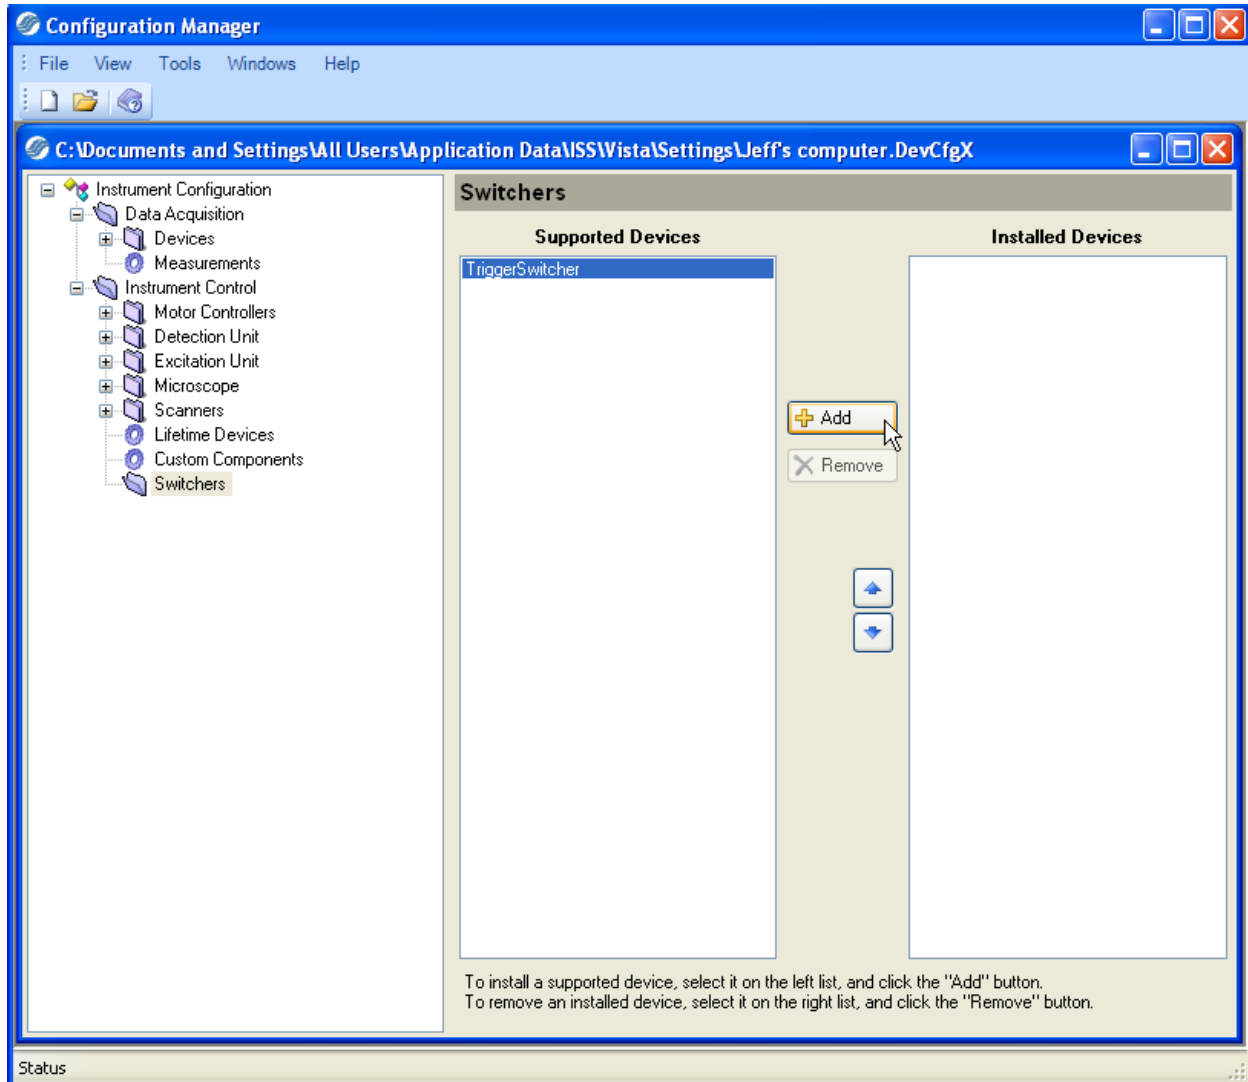 Configuration Manager
File View Tools Windows Help
C:\Documents and Settings\All Users\Application Data\ISS\Vista\Settings\Jeff's computer.DevCfgX
Instrument Configuration
Data Acquisition
Devices
Measurements
Instrument Control
Motor Controllers
Detection Unit
Excitation Unit
Microscope
Scanners
Lifetime Devices
Custom Components
Switchers
Switchers
Supported Devices
Installed Devices
TriggerSwitcher
Add
Remove
To install a supported device, select it on the left list, and click the "Add" button.
To remove an installed device, select it on the right list, and click the "Remove" button.
Status